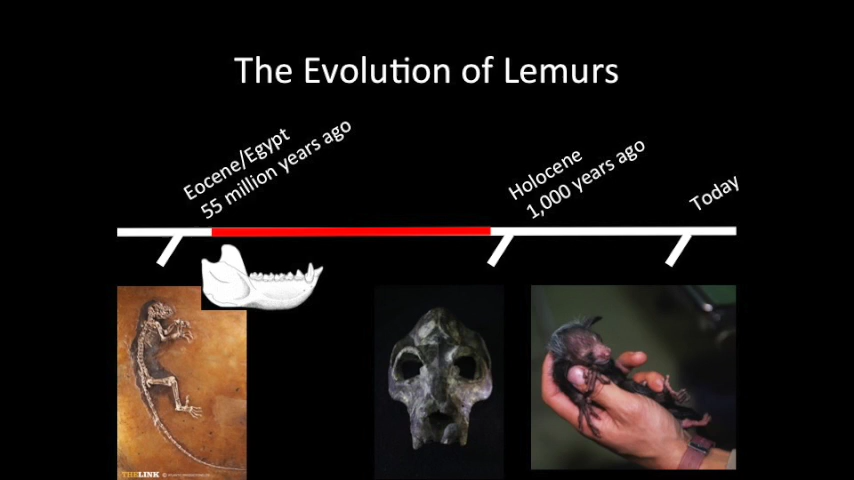 The Evolution of Lemurs
Eocene/Egypt
55 million years ago
Holocene
1,000 years ago
Today
THELINK ©